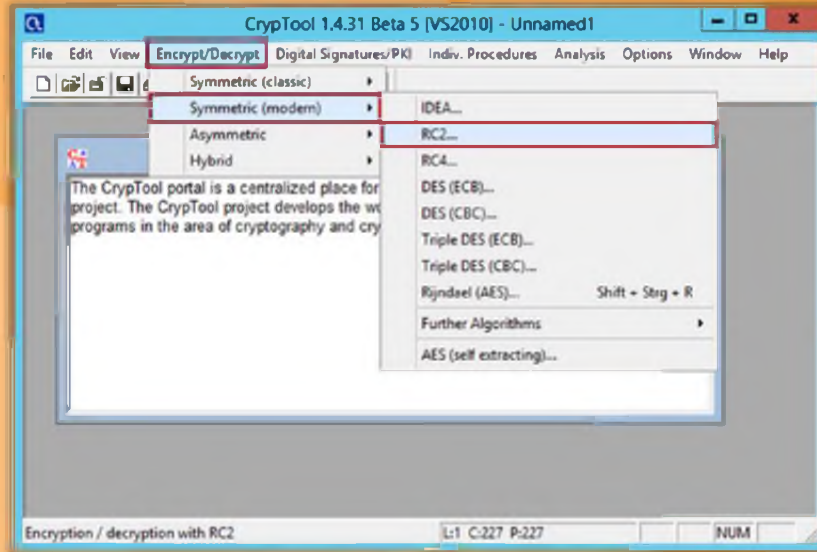 CrypTool 1.4.31 Beta 5 [VS2010] - Unnamed1
File Edit View Encrypt/Decrypt Digital Signatures/PKI Indiv. Procedures Analysis Options Window Help
Symmetric (classic)
Symmetric (modern)
Asymmetric
Hybrid
IDEA...
RC2...
RC4...
DES (ECB)...
DES (CBC)...
Triple DES (ECB)...
Triple DES (CBC)...
Rijndael (AES)... Shift + Strg + R
Further Algorithms
AES (self extracting)...
The CrypTool portal is a centralized place for
project. The CrypTool project develops the
programs in the area of cryptography and
Encryption / decryption with RC2
L:1 C:227 P:227
NUM